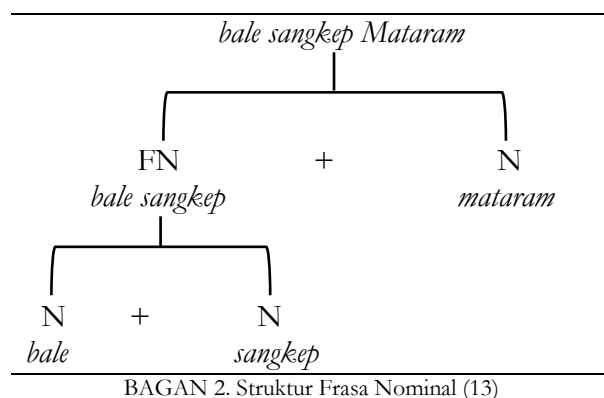 bale sangkep Mataram
FN + N
bale sangkep mataram
N + N
bale sangkep
BAGAN 2. Struktur Frasa Nominal (13)